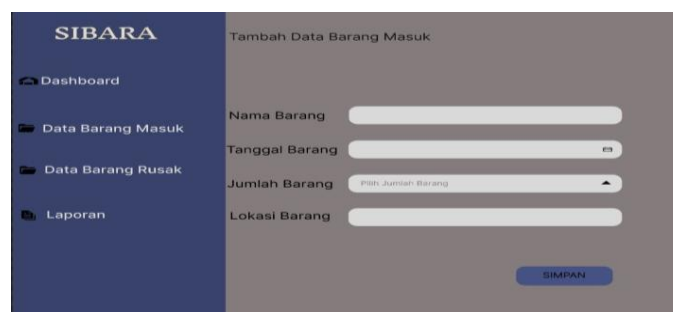 SIBARA
Dashboard
Data Barang Masuk
Data Barang Rusak
Laporan
Tambah Data Barang Masuk
Nama Barang
Tanggal Barang
Jumlah Barang
Pilih Jumlah Barang
Lokasi Barang
SIMPAN